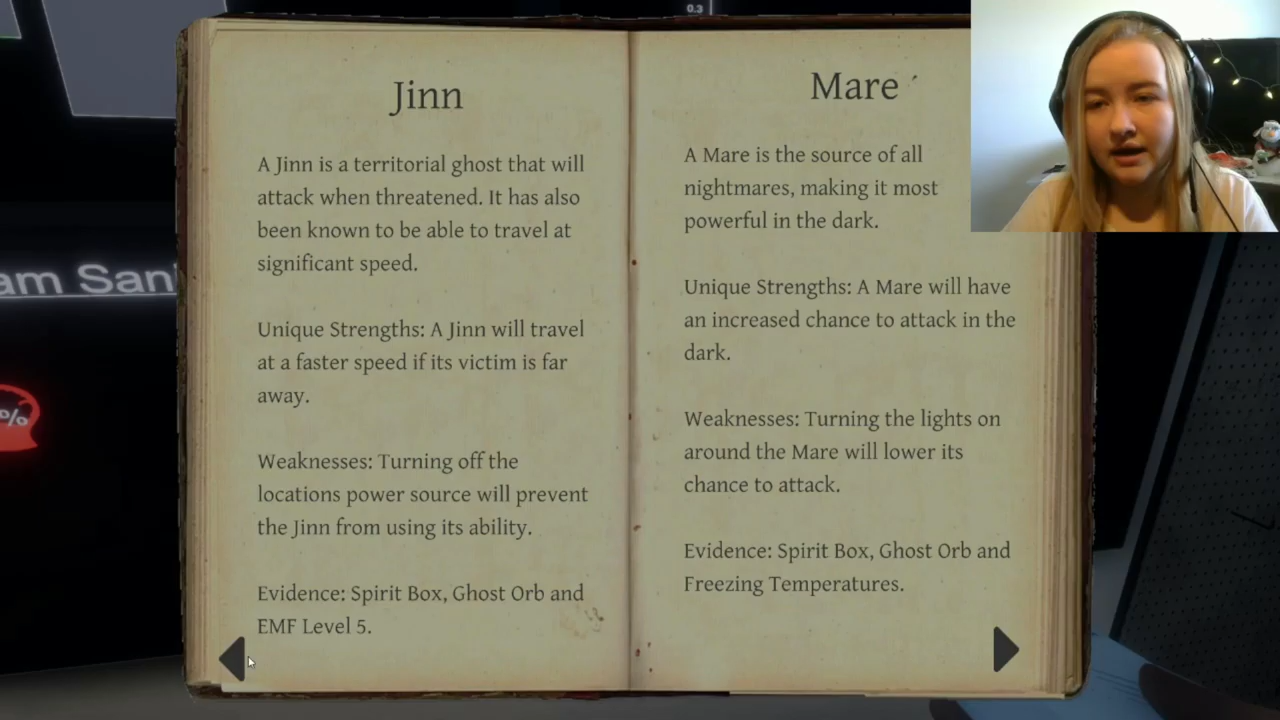 0.3
Jinn
A Jinn is a territorial ghost that will
attack when threatened. It has also
been known to be able to travel at
significant speed.
Unique Strengths: A Jinn will travel
at a faster speed if its victim is far
away.
Weaknesses: Turning off the
locations power source will prevent
the Jinn from using its ability.
Evidence: Spirit Box, Ghost Orb and
EMF Level 5.
Mare
A Mare is the source of all
nightmares, making it most
powerful in the dark.
Unique Strengths: A Mare will have
an increased chance to attack in the
dark.
Weaknesses: Turning the lights on
around the Mare will lower its
chance to attack.
Evidence: Spirit Box, Ghost Orb and
Freezing Temperatures.
am San
%